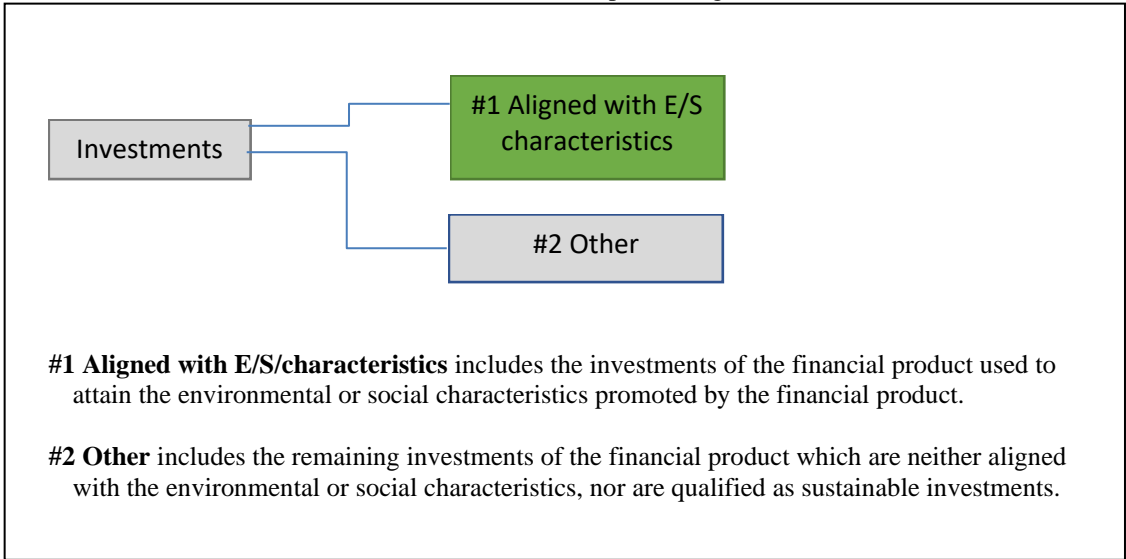 #1 Aligned with E/S
characteristics
Investments
#2 Other
#1 Aligned with E/S/characteristics includes the investments of the financial product used to
attain the environmental or social characteristics promoted by the financial product.
#2 Other includes the remaining investments of the financial product which are neither aligned
with the environmental or social characteristics, nor are qualified as sustainable investments.